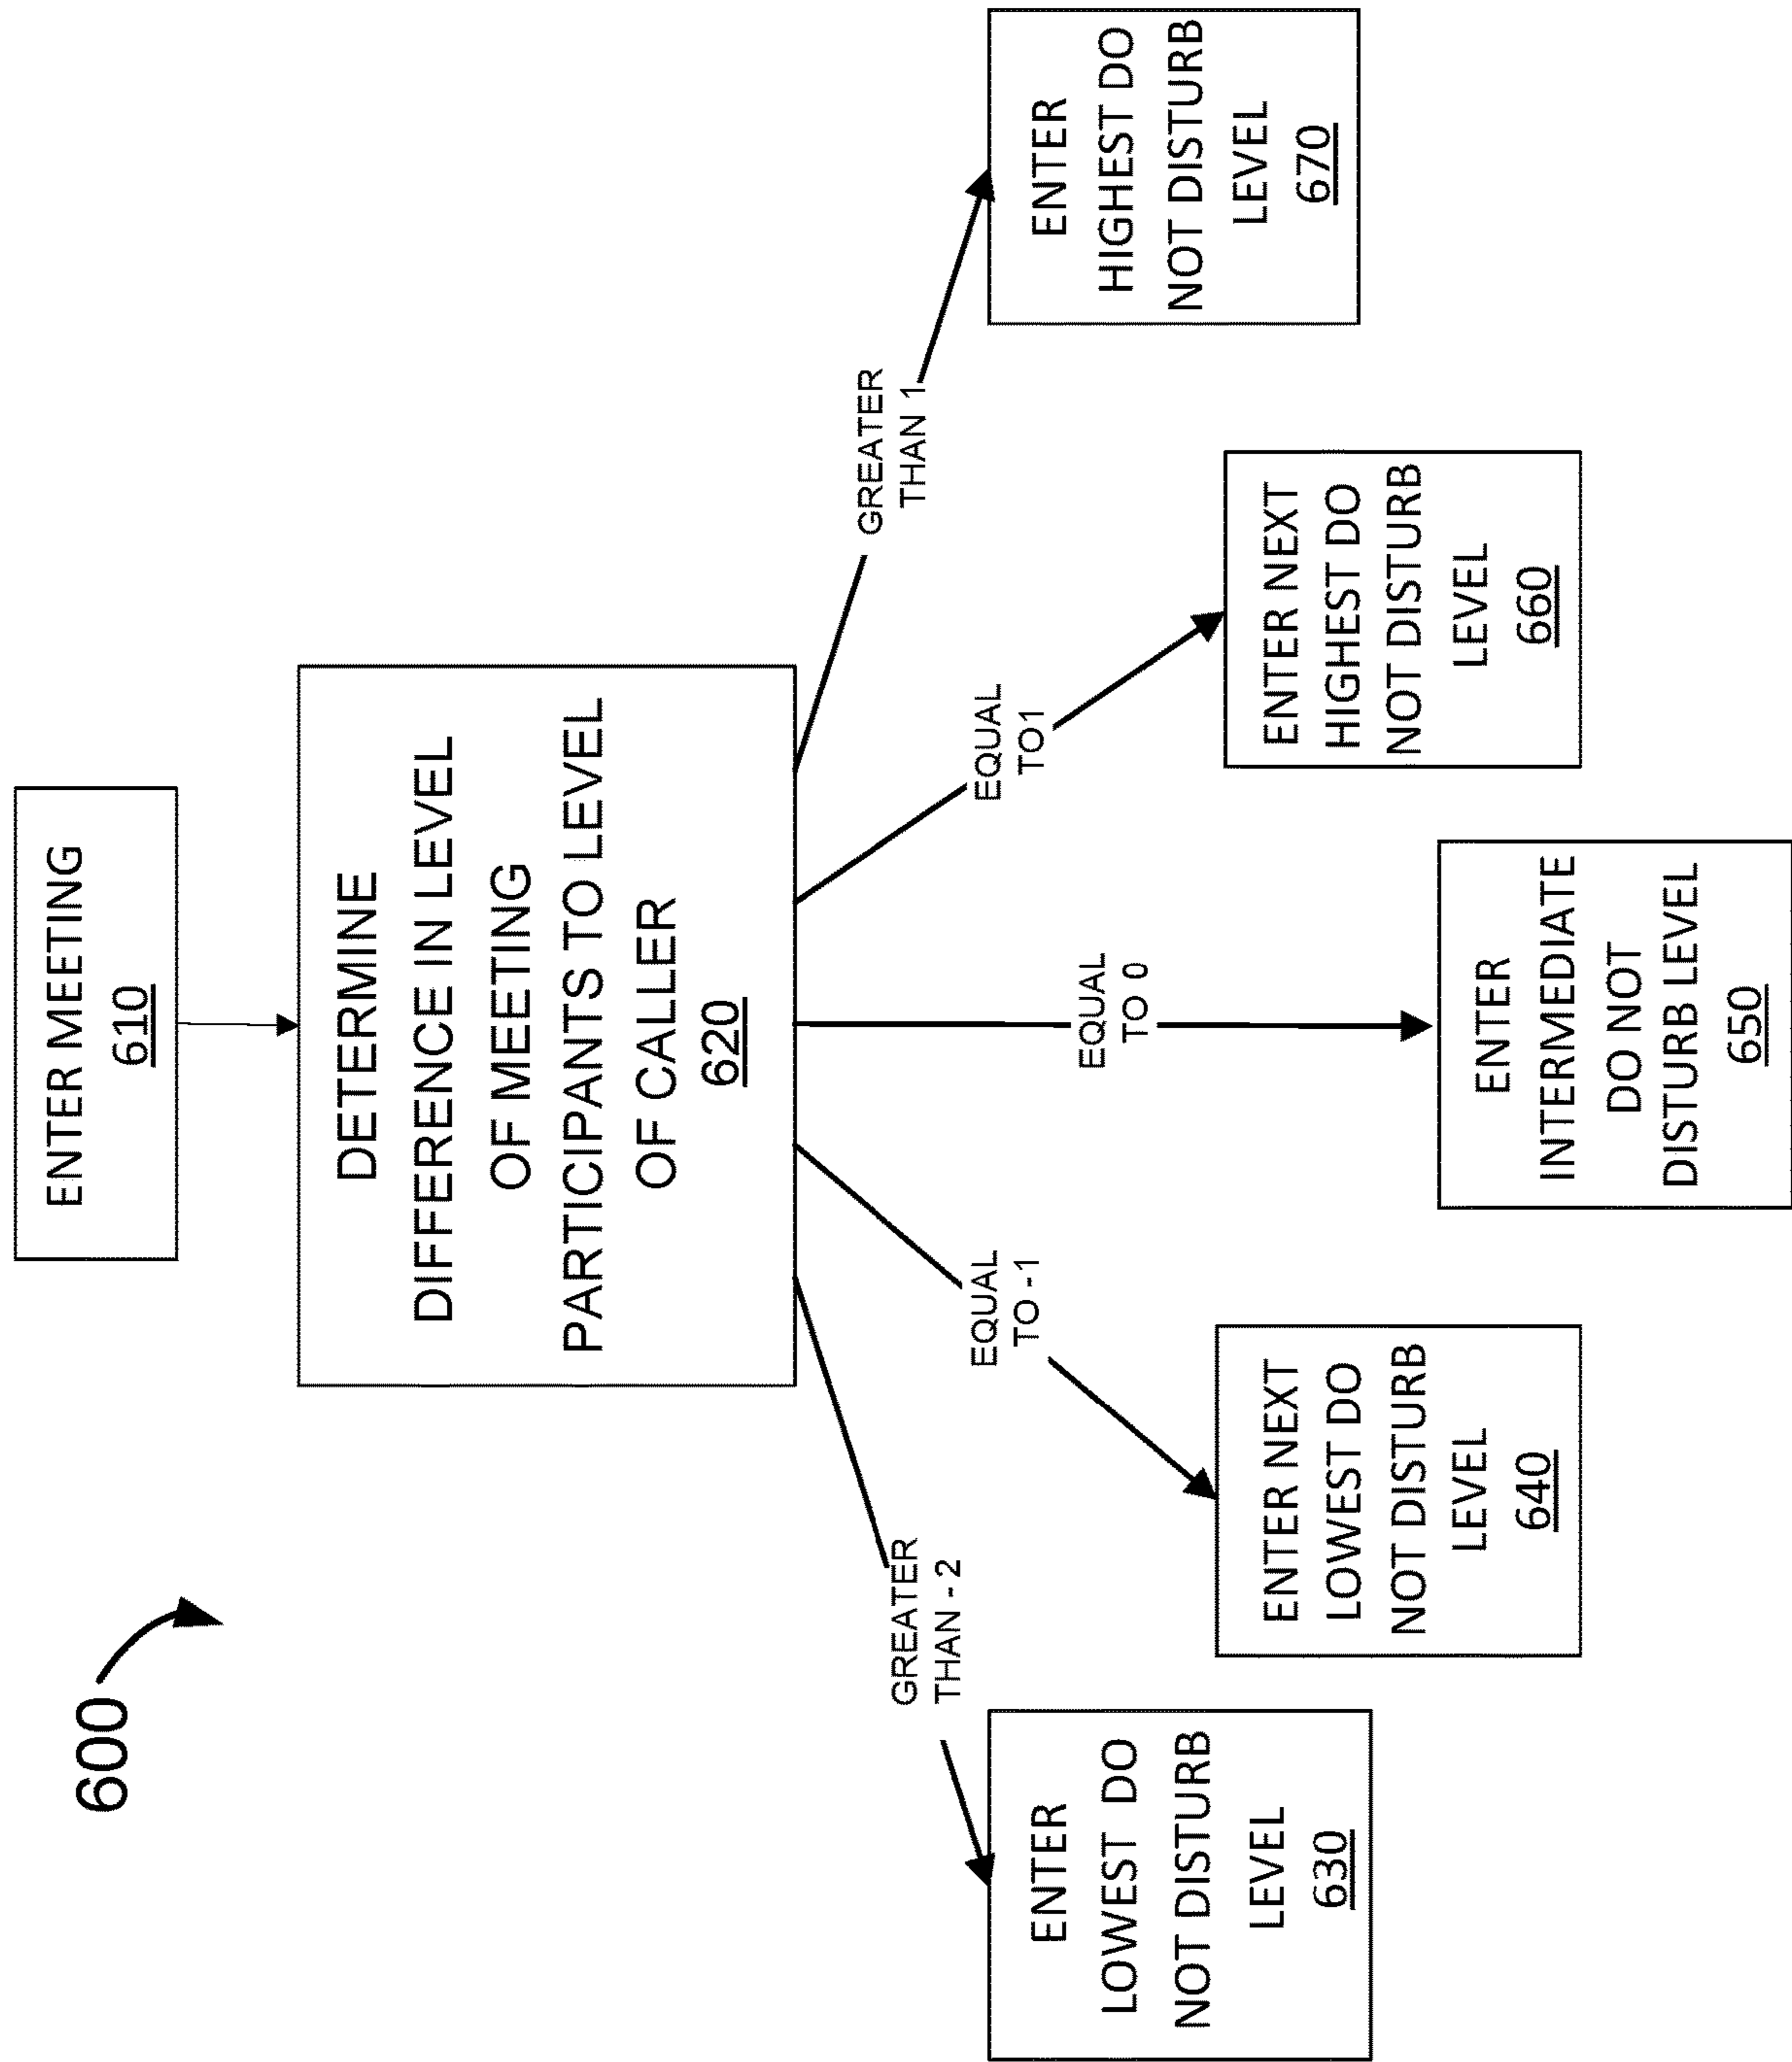 600
ENTER MEETING
610
DETERMINE
DIFFERENCE IN LEVEL
OF MEETING
PARTICIPANTS TO LEVEL
OF CALLER
620
GREATER
THAN - 2
EQUAL
TO -1
EQUAL
TO 0
EQUAL
TO1
GREATER
THAN 1
ENTER
LOWEST DO
NOT DISTURB
LEVEL
630
ENTER NEXT
LOWEST DO
NOT DISTURB
LEVEL
640
ENTER
INTERMEDIATE
DO NOT
DISTURB LEVEL
650
ENTER NEXT
HIGHEST DO
NOT DISTURB
LEVEL
660
ENTER
HIGHEST DO
NOT DISTURB
LEVEL
670